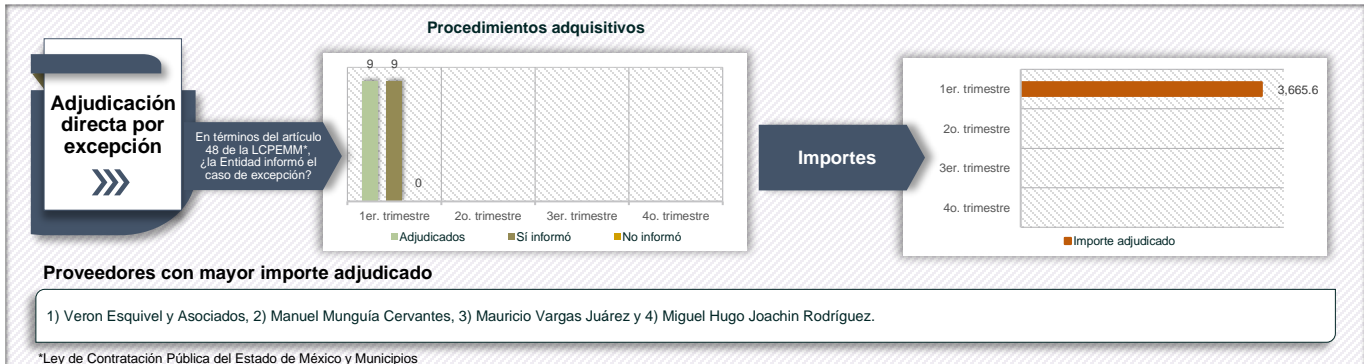 Procedimientos adquisitivos
Adjudicación
directa por
excepción
En términos del artículo
48 de la LCPEMM*,
¿la Entidad informó el
caso de excepción?
9 9
0
1er. trimestre 2o. trimestre 3er. trimestre 4o. trimestre
Adjudicados Sí informó No informó
Importes
1er. trimestre 3,665.6
2o. trimestre
3er. trimestre
4o. trimestre
Importe adjudicado
Proveedores con mayor importe adjudicado
1) Veron Esquivel y Asociados, 2) Manuel Munguía Cervantes, 3) Mauricio Vargas Juárez y 4) Miguel Hugo Joachin Rodríguez.
*Ley de Contratación Pública del Estado de México y Municipios